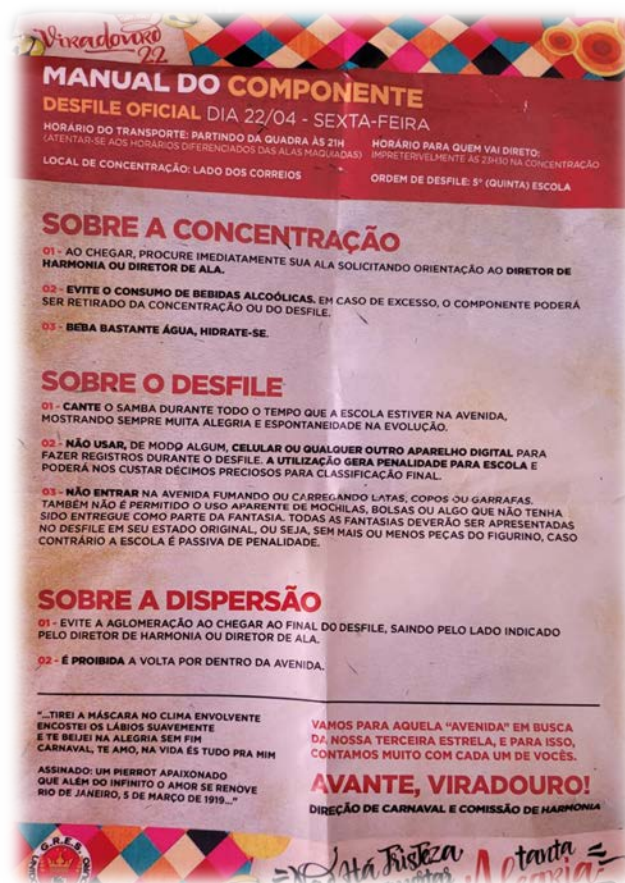 Viradouro
22
MANUAL DO COMPONENTE
DESFILE OFICIAL DIA 22/04 - SEXTA-FEIRA
HORÁRIO DO TRANSPORTE: PARTINDO DA QUADRA ÀS 21H
(ATENTAR-SE AOS HORÁRIOS DIFERENCIADOS DAS ALAS MAQUIADAS)
LOCAL DE CONCENTRAÇÃO: LADO DOS CORREIOS
HORÁRIO PARA QUEM VAI DIRETO:
IMPRETERIVELMENTE ÀS 23H30 NA CONCENTRAÇÃO
ORDEM DE DESFILE: 5ª (QUINTA) ESCOLA
SOBRE A CONCENTRAÇÃO
01 - AO CHEGAR, PROCURE IMEDIATAMENTE SUA ALA SOLICITANDO ORIENTAÇÃO AO DIRETOR DE
HARMONIA OU DIRETOR DE ALA.
02 - EVITE O CONSUMO DE BEBIDAS ALCOÓLICAS. EM CASO DE EXCESSO, O COMPONENTE PODERÁ
SER RETIRADO DA CONCENTRAÇÃO OU DO DESFILE.
03 - BEBA BASTANTE ÁGUA, HIDRATE-SE.
SOBRE O DESFILE
01 - CANTE O SAMBA DURANTE TODO O TEMPO QUE A ESCOLA ESTIVER NA AVENIDA,
MOSTRANDO SEMPRE MUITA ALEGRIA E ESPONTANEIDADE NA EVOLUÇÃO.
02 - NÃO USAR, DE MODO ALGUM, CELULAR OU QUALQUER OUTRO APARELHO DIGITAL PARA
FAZER REGISTROS DURANTE O DESFILE. A UTILIZAÇÃO GERA PENALIDADE PARA ESCOLA E
PODERÁ NOS CUSTAR DÉCIMOS PRECIOSOS PARA CLASSIFICAÇÃO FINAL.
03 - NÃO ENTRAR NA AVENIDA FUMANDO OU CARREGANDO LATAS, COPOS OU GARRAFAS.
TAMBÉM NÃO É PERMITIDO O USO APARENTE DE MOCHILAS, BOLSAS OU ALGO QUE NÃO TENHA
SIDO ENTREGUE COMO PARTE DA FANTASIA. TODAS AS FANTASIAS DEVERÃO SER APRESENTADAS
NO DESFILE EM SEU ESTADO ORIGINAL, OU SEJA, SEM MAIS OU MENOS PEÇAS DO FIGURINO, CASO
CONTRÁRIO A ESCOLA É PASSIVA DE PENALIDADE.
SOBRE A DISPERSÃO
01 - EVITE A AGLOMERAÇÃO AO CHEGAR AO FINAL DO DESFILE, SAINDO PELO LADO INDICADO
PELO DIRETOR DE HARMONIA OU DIRETOR DE ALA.
02 - É PROIBIDA A VOLTA POR DENTRO DA AVENIDA.
"...TIREI A MÁSCARA NO CLIMA ENVOLVENTE
ENCOSTEI OS LÁBIOS SUAVEMENTE
E TE BEIJEI NA ALEGRIA SEM FIM
CARNAVAL, TE AMO, NA VIDA ÉS TUDO PRA MIM
ASSINADO: UM PIERROT APAIXONADO
QUE ALÉM DO INFINITO O AMOR SE RENOVE
RIO DE JANEIRO, 5 DE MARÇO DE 1919..."
VAMOS PARA AQUELA "AVENIDA" EM BUSCA
DA NOSSA TERCEIRA ESTRELA, E PARA ISSO,
CONTAMOS MUITO COM CADA UM DE VOCÊS.
AVANTE, VIRADOURO!
DIREÇÃO DE CARNAVAL E COMISSÃO DE HARMONIA
G.R.E.S.
Há Tristeza
tanta
Alegria